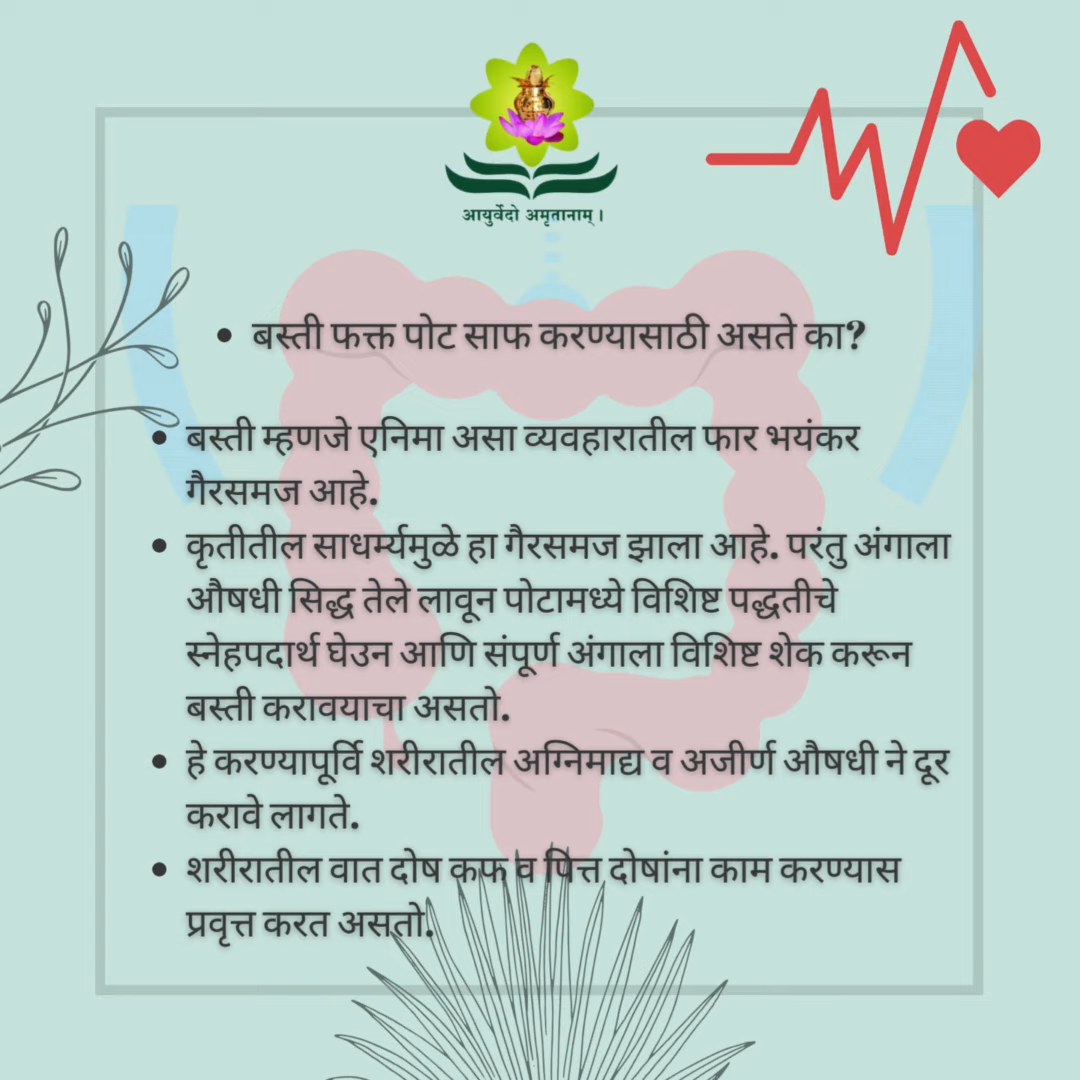 आयुर्वेदो अमृतानाम् ।
• बस्ती फक्त पोट साफ करण्यासाठी असते का?
• बस्ती म्हणजे एनिमा असा व्यवहारातील फार भयंकर
गैरसमज आहे.
• कृतीतील साधर्म्यमुळे हा गैरसमज झाला आहे. परंतु अंगाला
औषधी सिद्ध तेले लावून पोटामध्ये विशिष्ट पद्धतीचे
स्नेहपदार्थ घेउन आणि संपूर्ण अंगाला विशिष्ट शेक करून
बस्ती करावयाचा असतो.
• हे करण्यापूर्वि शरीरातील अग्निमाद्य व अजीर्ण औषधी ने दूर
करावे लागते.
• शरीरातील वात दोष कफ व पित्त दोषांना काम करण्यास
प्रवृत्त करत असतो.